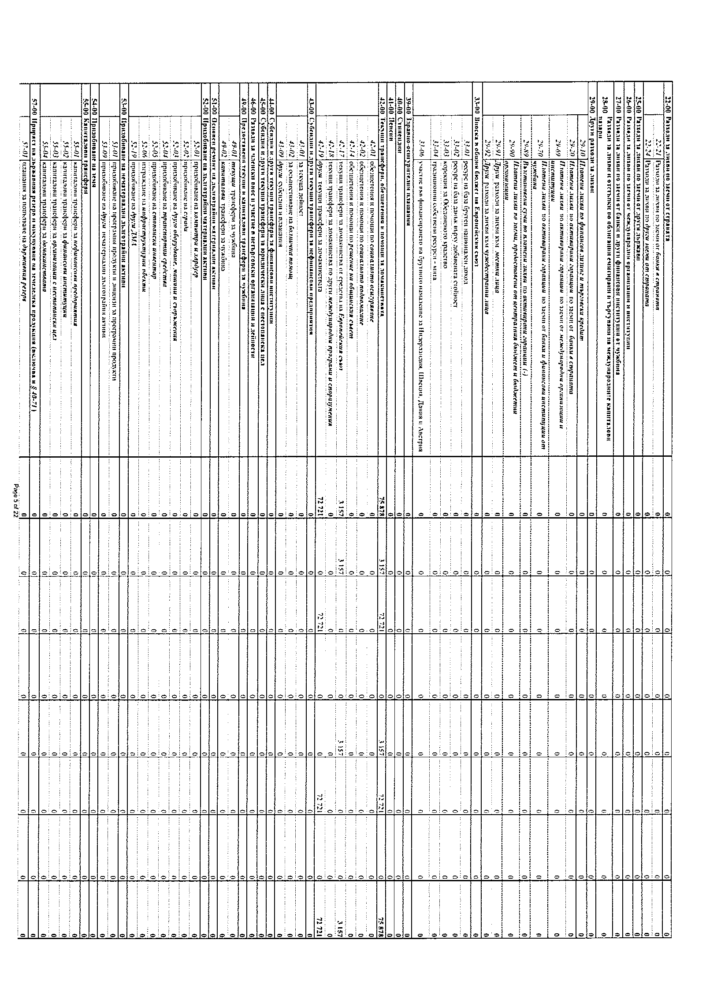 22-00 Разходи за лихви по заеми от страната 0 0 0 0 0 0 0 0
22-21 Разходи за лихви по заеми от банки в страната 0 0 0 0 0 0 0 0
22-24 Разходи за лихви по други заеми от страната 0 0 0 0 0 0 0 0
25-00 Разходи за лихви по заеми от други държави 0 0 0 0 0 0 0 0
26-00 Разходи за лихви по заеми от международни организации и институции 0 0 0 0 0 0 0 0
27-00 Разходи за лихви по заеми от банки и други финансови институции от чужбина 0 0 0 0 0 0 0 0
28-00 Разходи за лихви и отстъпки по облигации емитирани и търгувани на международните капиталови
пазари 0 0 0 0 0 0 0 0
29-00 Други разходи за лихви 0 0 0 0 0 0 0 0
29-10 Платени лихви по финансов лизинг и търговски кредит 0 0 0 0 0 0 0 0
29-20 Платени лихви по активирани гаранции по заеми от банки в страната 0 0 0 0 0 0 0 0
29-69 Платени лихви по активирани гаранции по заеми от международни организации и
институции 0 0 0 0 0 0 0 0
29-70 Платени лихви по активирани гаранции по заеми от банки и финансови институции от
чужбина 0 0 0 0 0 0 0 0
29-89 Възстановени суми по платени лихви по активирани гаранции (-) 0 0 0 0 0 0 0 0
29-90 Платени лихви по заеми, предоставени от централния бюджет и бюджетни
организации 0 0 0 0 0 0 0 0
29-91 Други разходи за лихви към местни лица 0 0 0 0 0 0 0 0
29-92 Други разходи за лихви към чуждестранни лица 0 0 0 0 0 0 0 0
33-00 Вноска в общия бюджет на Европейския съюз 0 0 0 0 0 0 0 0
33-01 ресурс на база брутен национален доход 0 0 0 0 0 0 0 0
33-02 ресурс на база данък върху добавената стойност 0 0 0 0 0 0 0 0
33-03 корекция за Обединеното кралство 0 0 0 0 0 0 0 0
33-04 традиционни собствени ресурси - мита 0 0 0 0 0 0 0 0
33-06 участие във финансирането на брутното намаление за Нидерландия, Швеция, Дания и Австрия 0 0 0 0 0 0 0 0
39-00 Здравно-осигурителни плащания 0 0 0 0 0 0 0 0
40-00 Стипендии 0 0 0 0 0 0 0 0
41-00 Пенсии 0 0 0 0 0 0 0 0
42-00 Текущи трансфери, обезщетения и помощи за домакинствата 75 878 3 157 72 721 0 3 157 72 721 0 75 878
42-01 обезщетения и помощи по социалното осигуряване 0 0 0 0 0 0 0 0
42-02 обезщетения и помощи по социалното подпомагане 0 0 0 0 0 0 0 0
42-14 обезщетения и помощи по решение на общинския съвет 0 0 0 0 0 0 0 0
42-17 текущи трансфери за домакинства от средства на Европейския съюз 3 157 3 157 0 0 3 157 0 0 3 157
42-18 текущи трансфери за домакинства по други международни програми и споразумения 0 0 0 0 0 0 0 0
42-19 други текущи трансфери за домакинствата 72 721 0 72 721 0 0 72 721 0 72 721
43-00 Субсидии и други текущи трансфери за нефинансови предприятия 0 0 0 0 0 0 0 0
43-01 за текуща дейност 0 0 0 0 0 0 0 0
43-02 за осъществяване на болнична помощ 0 0 0 0 0 0 0 0
43-09 други субсидии и плащания 0 0 0 0 0 0 0 0
44-00 Субсидии и други текущи трансфери за финансови институции 0 0 0 0 0 0 0 0
45-00 Субсидии и други текущи трансфери за юридически лица с нестопанска цел 0 0 0 0 0 0 0 0
46-00 Разходи за членски внос и участие в нетърговски организации и дейности 0 0 0 0 0 0 0 0
49-00 Предоставени текущи и капиталови трансфери за чужбина 0 0 0 0 0 0 0 0
49-01 текущи трансфери за чужбина 0 0 0 0 0 0 0 0
49-02 капиталови трансфери за чужбина 0 0 0 0 0 0 0 0
51-00 Основен ремонт на дълготрайни материални активи 0 0 0 0 0 0 0 0
52-00 Придобиване на дълготрайни материални активи 0 0 0 0 0 0 0 0
52-01 придобиване на компютри и хардуер 0 0 0 0 0 0 0 0
52-02 придобиване на сгради 0 0 0 0 0 0 0 0
52-03 придобиване на друго оборудване, машини и съоръжения 0 0 0 0 0 0 0 0
52-04 придобиване на транспортни средства 0 0 0 0 0 0 0 0
52-05 придобиване на стопански инвентар 0 0 0 0 0 0 0 0
52-06 изграждане на инфраструктурни обекти 0 0 0 0 0 0 0 0
52-19 придобиване на други ДМА 0 0 0 0 0 0 0 0
53-00 Придобиване на нематериални дълготрайни активи 0 0 0 0 0 0 0 0
53-01 придобиване на програмни продукти и лицензи за програмни продукти 0 0 0 0 0 0 0 0
53-09 придобиване на други нематериални дълготрайни активи 0 0 0 0 0 0 0 0
54-00 Придобиване на земя 0 0 0 0 0 0 0 0
55-00 Капиталови трансфери 0 0 0 0 0 0 0 0
55-01 капиталови трансфери за нефинансови предприятия 0 0 0 0 0 0 0 0
55-02 капиталови трансфери за финансови институции 0 0 0 0 0 0 0 0
55-03 капиталови трансфери за организации с нестопанска цел 0 0 0 0 0 0 0 0
55-04 капиталови трансфери за домакинствата 0 0 0 0 0 0 0 0
57-00 Прираст на държавния резерв и изкупуване на земеделска продукция (включва и § 40-71) 0 0 0 0 0 0 0 0
57-01 плащания за попълване на държавния резерв 0 0 0 0 0 0 0 0
Page 5 of 22